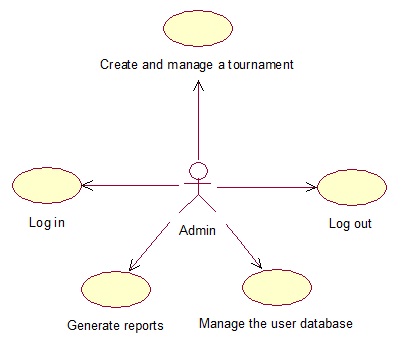 Create and manage a tournament
Log in
Admin
Log out
Generate reports
Manage the user database